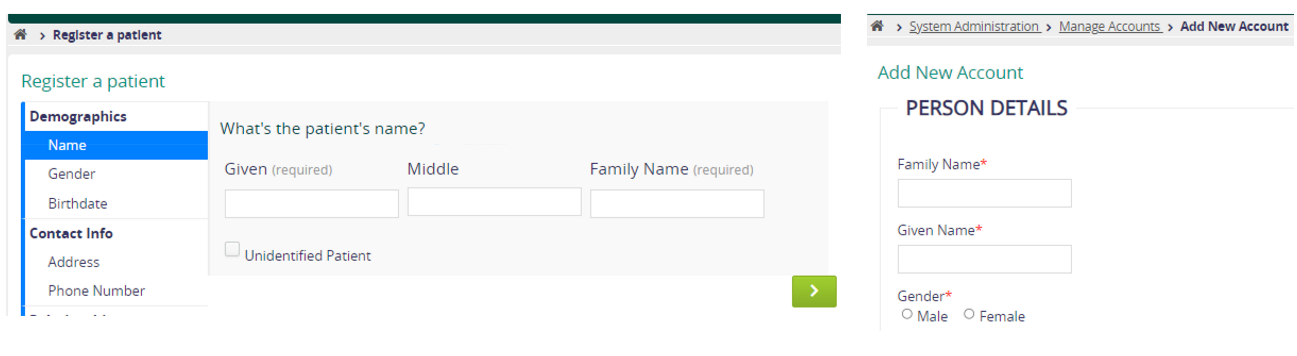 > Register a patient
Register a patient
Demographics
Name
Gender
Birthdate
Contact Info
Address
Phone Number
What's the patient's name?
Given (required) Middle Family Name (required)
Unidentified Patient
> System Administration > Manage Accounts > Add New Account
Add New Account
PERSON DETAILS
Family Name*
Given Name*
Gender*
Male Female